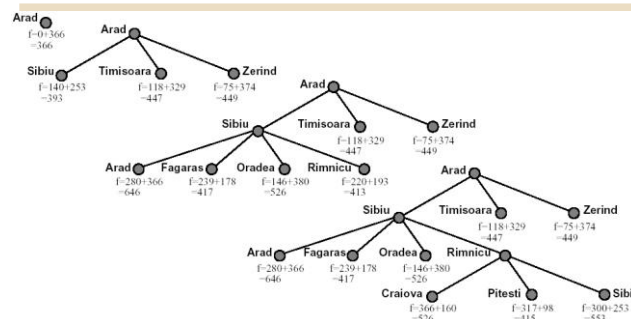 Arad
f=0+366
=366
Arad
Sibiu
f=140+253
=393
Timisoara
f=118+329
=447
Zerind
f=75+374
=449
Arad
Sibiu
Timisoara
f=118+329
=447
Zerind
f=75+374
=449
Arad
f=280+366
=646
Fagaras
f=239+178
=417
Oradea
f=146+380
=526
Rimnicu
f=220+193
=413
Arad
Sibiu
Timisoara
f=118+329
=447
Zerind
f=75+374
=449
Arad
f=280+366
=646
Fagaras
f=239+178
=417
Oradea
f=146+380
=526
Rimnicu
Craiova
f=366+160
=526
Pitesti
f=317+98
=415
Sibi
f=300+253
=553